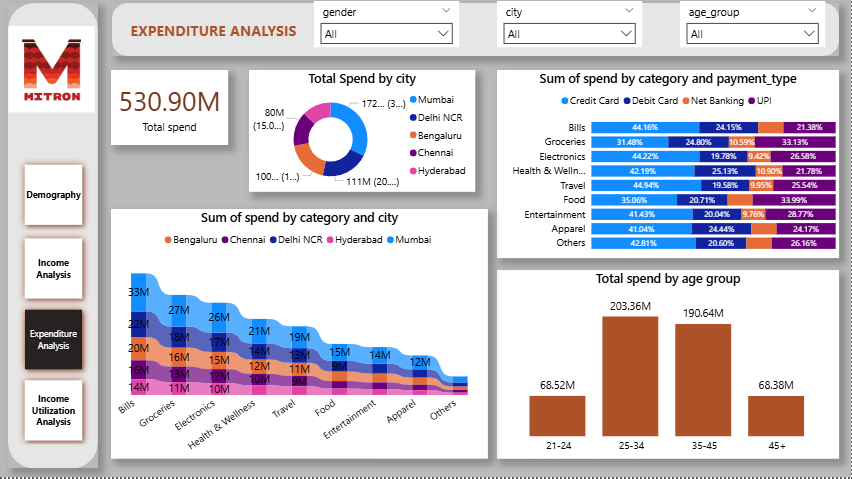 EXPENDITURE ANALYSIS
gender
All
city
All
age_group
All
MITRON
Demography
Income
Analysis
Expenditure
Analysis
Income
Utilization
Analysis
530.90M
Total spend
Total Spend by city
172... (3...)
80M
(15.0...)
100... (1...)
111M (20....)
Mumbai
Delhi NCR
Bengaluru
Chennai
Hyderabad
Sum of spend by category and payment_type
Credit Card Debit Card Net Banking UPI
Bills 44.16% 24.15% 21.38%
Groceries 31.48% 24.80% 10.59% 33.13%
Electronics 44.22% 19.78% 9.42% 26.58%
Health & Welln... 42.19% 25.13% 10.90% 21.78%
Travel 44.94% 19.58% 9.95% 25.54%
Food 35.06% 20.71% 33.99%
Entertainment 41.43% 20.04% 9.76% 28.77%
Apparel 41.04% 24.44% 24.17%
Others 42.81% 20.60% 26.16%
Sum of spend by category and city
Bengaluru Chennai Delhi NCR Hyderabad Mumbai
33M 27M 26M 21M 19M 15M 14M 12M
22M 18M 17M 14M 13M 9M
20M 16M 15M 12M 11M
16M 13M 12M 10M 9M
14M 11M 10M
Bills
Groceries
Electronics
Health & Wellness
Travel
Food
Entertainment
Apparel
Others
Total spend by age group
68.52M
203.36M
190.64M
68.38M
21-24 25-34 35-45 45+